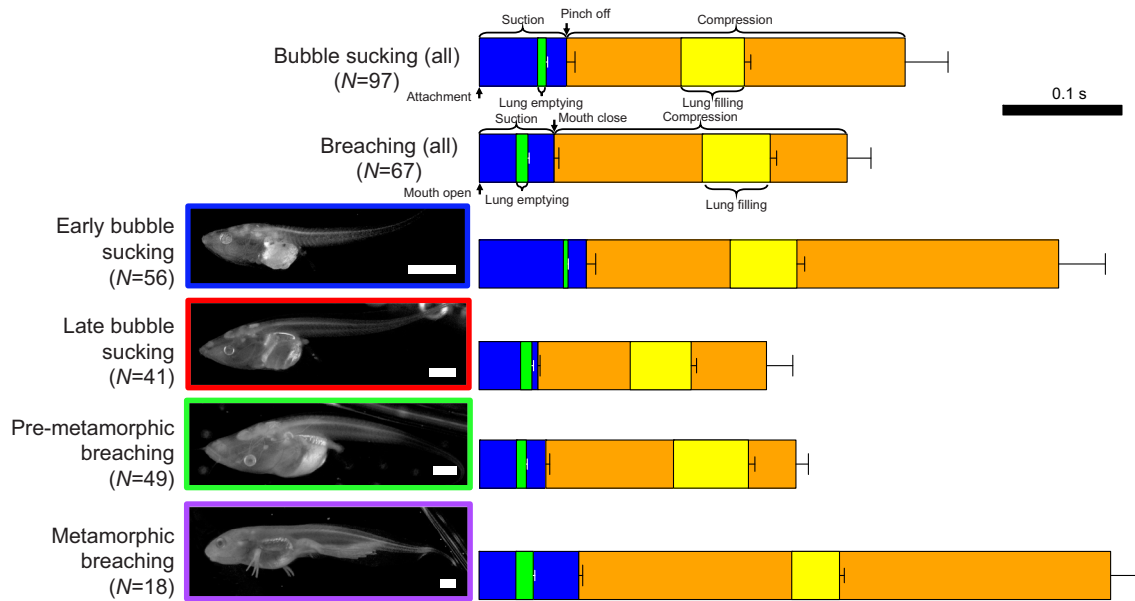 Pinch off
Suction
Compression
Bubble sucking (all)
(N=97)
Attachment
Lung emptying
Lung filling
0.1 s
Suction
Mouth close
Compression
Breaching (all)
(N=67)
Mouth open
Lung emptying
Lung filling
Early bubble
sucking
(N=56)
Late bubble
sucking
(N=41)
Pre-metamorphic
breaching
(N=49)
Metamorphic
breaching
(N=18)